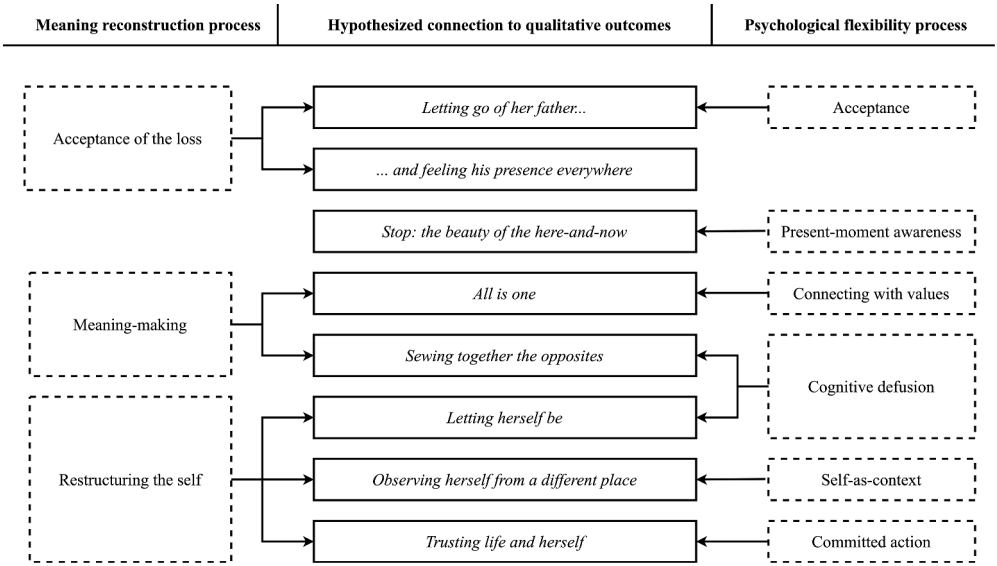 Meaning reconstruction process
Hypothesized connection to qualitative outcomes
Psychological flexibility process
Acceptance of the loss
Letting go of her father...
Acceptance
... and feeling his presence everywhere
Stop: the beauty of the here-and-now
Present-moment awareness
Meaning-making
All is one
Connecting with values
Sewing together the opposites
Cognitive defusion
Restructuring the self
Letting herself be
Observing herself from a different place
Self-as-context
Trusting life and herself
Committed action